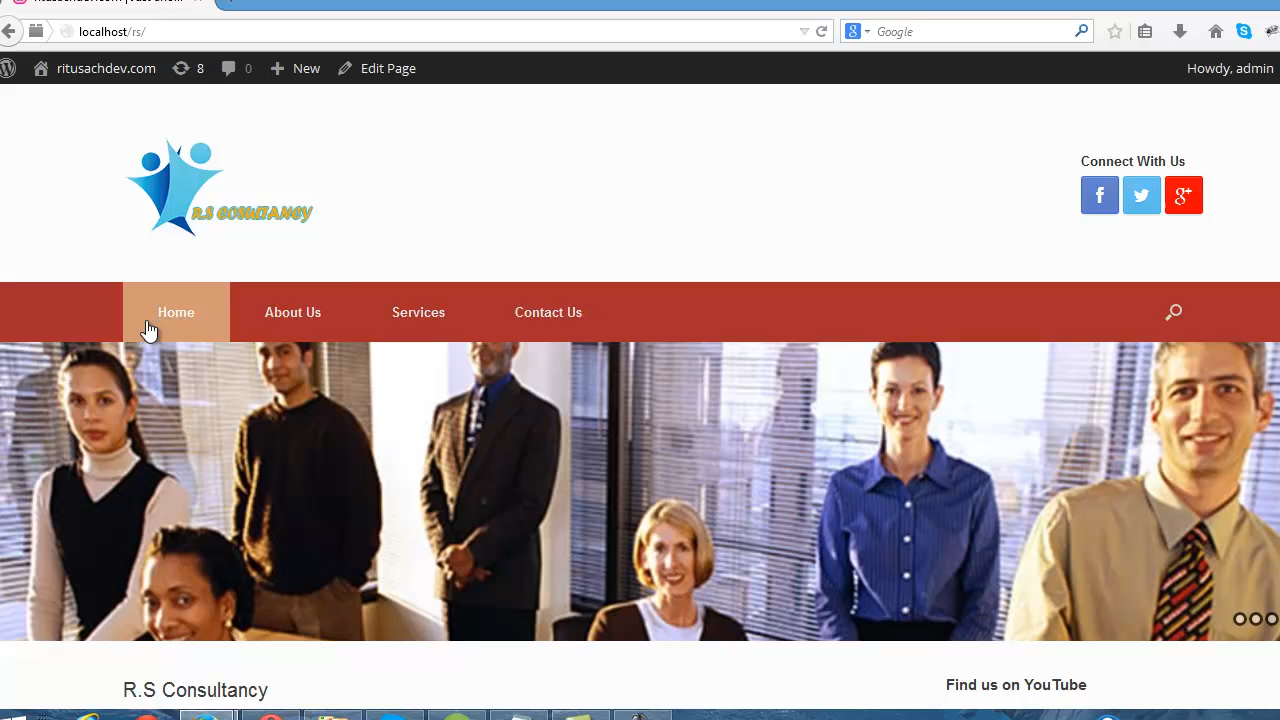 localhost/rs/
Google
ritusachdev.com 8 0 New Edit Page Howdy, admin
R.S COSULTANCY
Connect With Us
Home About Us Services Contact Us
R.S Consultancy
Find us on YouTube